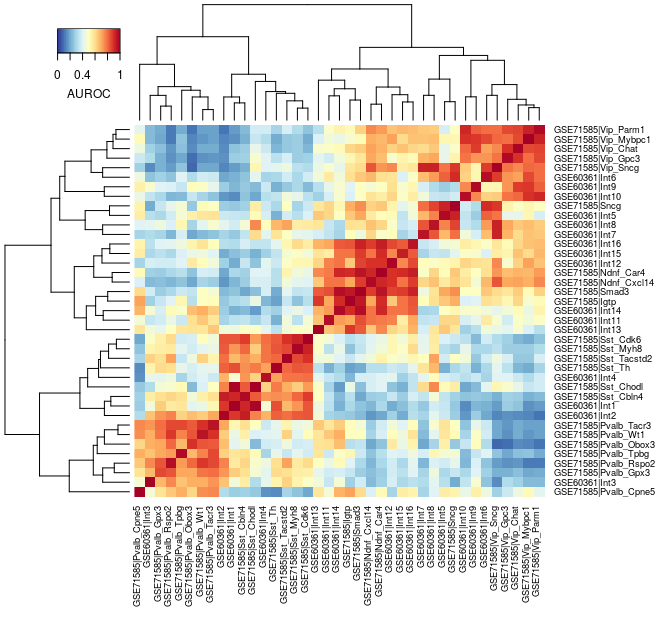 0 0.4 1
AUROC
GSE71585|Vip_Parm1
GSE71585|Vip_Mybpc1
GSE71585|Vip_Chat
GSE71585|Vip_Gpc3
GSE71585|Vip_Sncg
GSE60361|Int6
GSE60361|Int9
GSE60361|Int10
GSE71585|Sncg
GSE60361|Int5
GSE60361|Int8
GSE60361|Int7
GSE60361|Int16
GSE60361|Int15
GSE60361|Int12
GSE71585|Ndnf_Car4
GSE71585|Ndnf_Cxcl14
GSE71585|Smad3
GSE71585|Igtp
GSE60361|Int14
GSE60361|Int11
GSE60361|Int13
GSE71585|Sst_Cdk6
GSE71585|Sst_Myh8
GSE71585|Sst_Tacstd2
GSE71585|Sst_Th
GSE60361|Int4
GSE71585|Sst_Chodl
GSE71585|Sst_Cbln4
GSE60361|Int1
GSE60361|Int2
GSE71585|Pvalb_Tacr3
GSE71585|Pvalb_Wt1
GSE71585|Pvalb_Obox3
GSE71585|Pvalb_Tpbg
GSE71585|Pvalb_Rspo2
GSE71585|Pvalb_Gpx3
GSE60361|Int3
GSE71585|Pvalb_Cpne5
GSE71585|Pvalb_Cpne5
GSE60361|Int3
GSE71585|Pvalb_Gpx3
GSE71585|Pvalb_Rspo2
GSE71585|Pvalb_Tpbg
GSE71585|Pvalb_Obox3
GSE71585|Pvalb_Wt1
GSE71585|Pvalb_Tacr3
GSE60361|Int2
GSE60361|Int1
GSE71585|Sst_Cbln4
GSE71585|Sst_Chodl
GSE60361|Int4
GSE71585|Sst_Th
GSE71585|Sst_Tacstd2
GSE71585|Sst_Myh8
GSE71585|Sst_Cdk6
GSE60361|Int13
GSE60361|Int11
GSE60361|Int14
GSE71585|Igtp
GSE71585|Smad3
GSE71585|Ndnf_Cxcl14
GSE71585|Ndnf_Car4
GSE60361|Int12
GSE60361|Int15
GSE60361|Int16
GSE60361|Int7
GSE60361|Int8
GSE60361|Int5
GSE71585|Sncg
GSE60361|Int10
GSE60361|Int9
GSE60361|Int6
GSE71585|Vip_Sncg
GSE71585|Vip_Gpc3
GSE71585|Vip_Chat
GSE71585|Vip_Mybpc1
GSE71585|Vip_Parm1